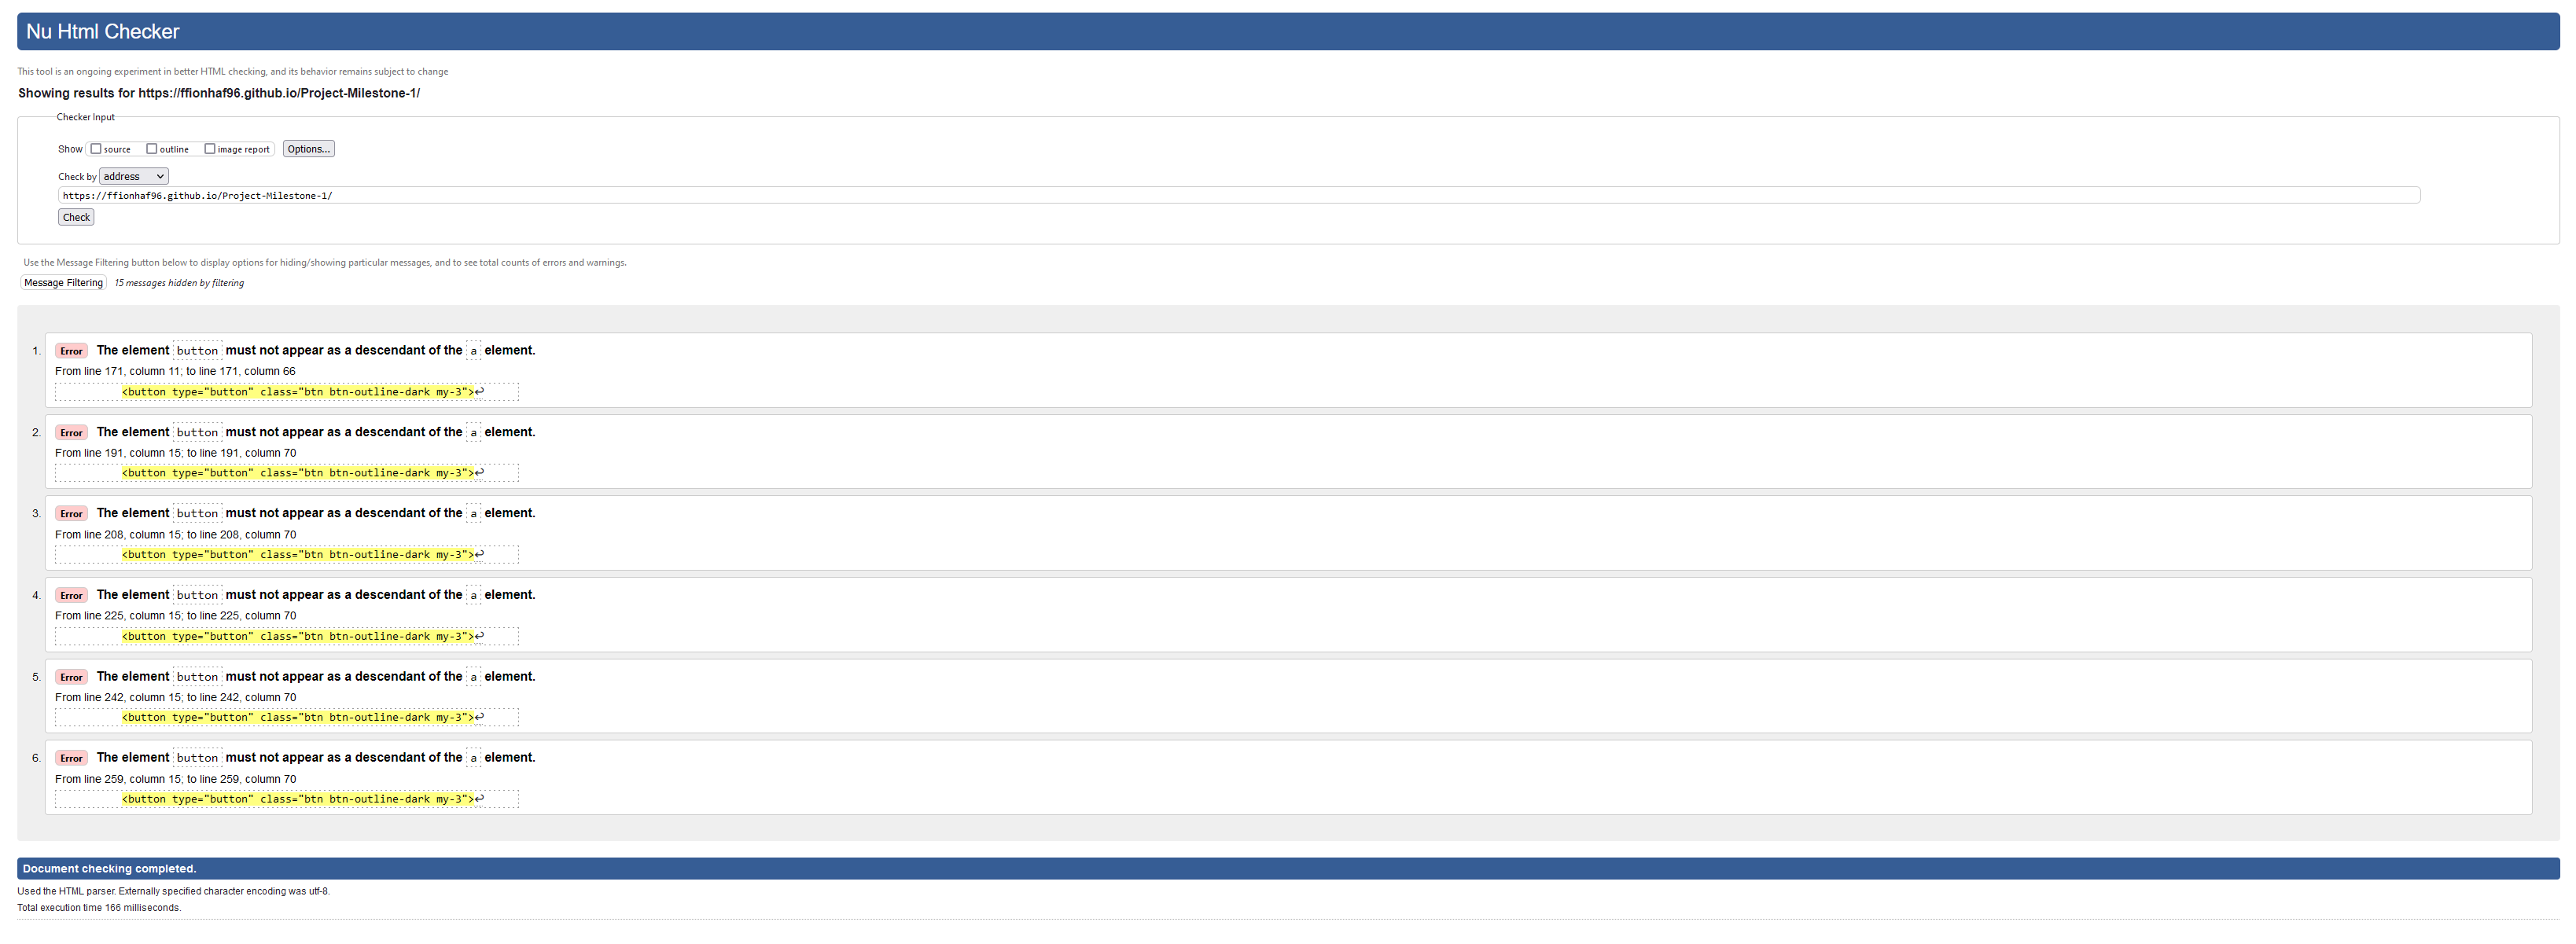 Nu Html Checker
This tool is an ongoing experiment in better HTML checking, and its behavior remains subject to change
Showing results for https://ffionhaf96.github.io/Project-Milestone-1/
Checker Input
Show source outline image report Options...
Check by address
https://ffionhaf96.github.io/Project-Milestone-1/
Check
Use the Message Filtering button below to display options for hiding/showing particular messages, and to see total counts of errors and warnings.
Message Filtering 15 messages hidden by filtering
1. Error The element button must not appear as a descendant of the a element.
From line 171, column 11; to line 171, column 66
<button type="button" class="btn btn-outline-dark my-3">↩
2. Error The element button must not appear as a descendant of the a element.
From line 191, column 15; to line 191, column 70
<button type="button" class="btn btn-outline-dark my-3">↩
3. Error The element button must not appear as a descendant of the a element.
From line 208, column 15; to line 208, column 70
<button type="button" class="btn btn-outline-dark my-3">↩
4. Error The element button must not appear as a descendant of the a element.
From line 225, column 15; to line 225, column 70
<button type="button" class="btn btn-outline-dark my-3">↩
5. Error The element button must not appear as a descendant of the a element.
From line 242, column 15; to line 242, column 70
<button type="button" class="btn btn-outline-dark my-3">↩
6. Error The element button must not appear as a descendant of the a element.
From line 259, column 15; to line 259, column 70
<button type="button" class="btn btn-outline-dark my-3">↩
Document checking completed.
Used the HTML parser. Externally specified character encoding was utf-8.
Total execution time 166 milliseconds.